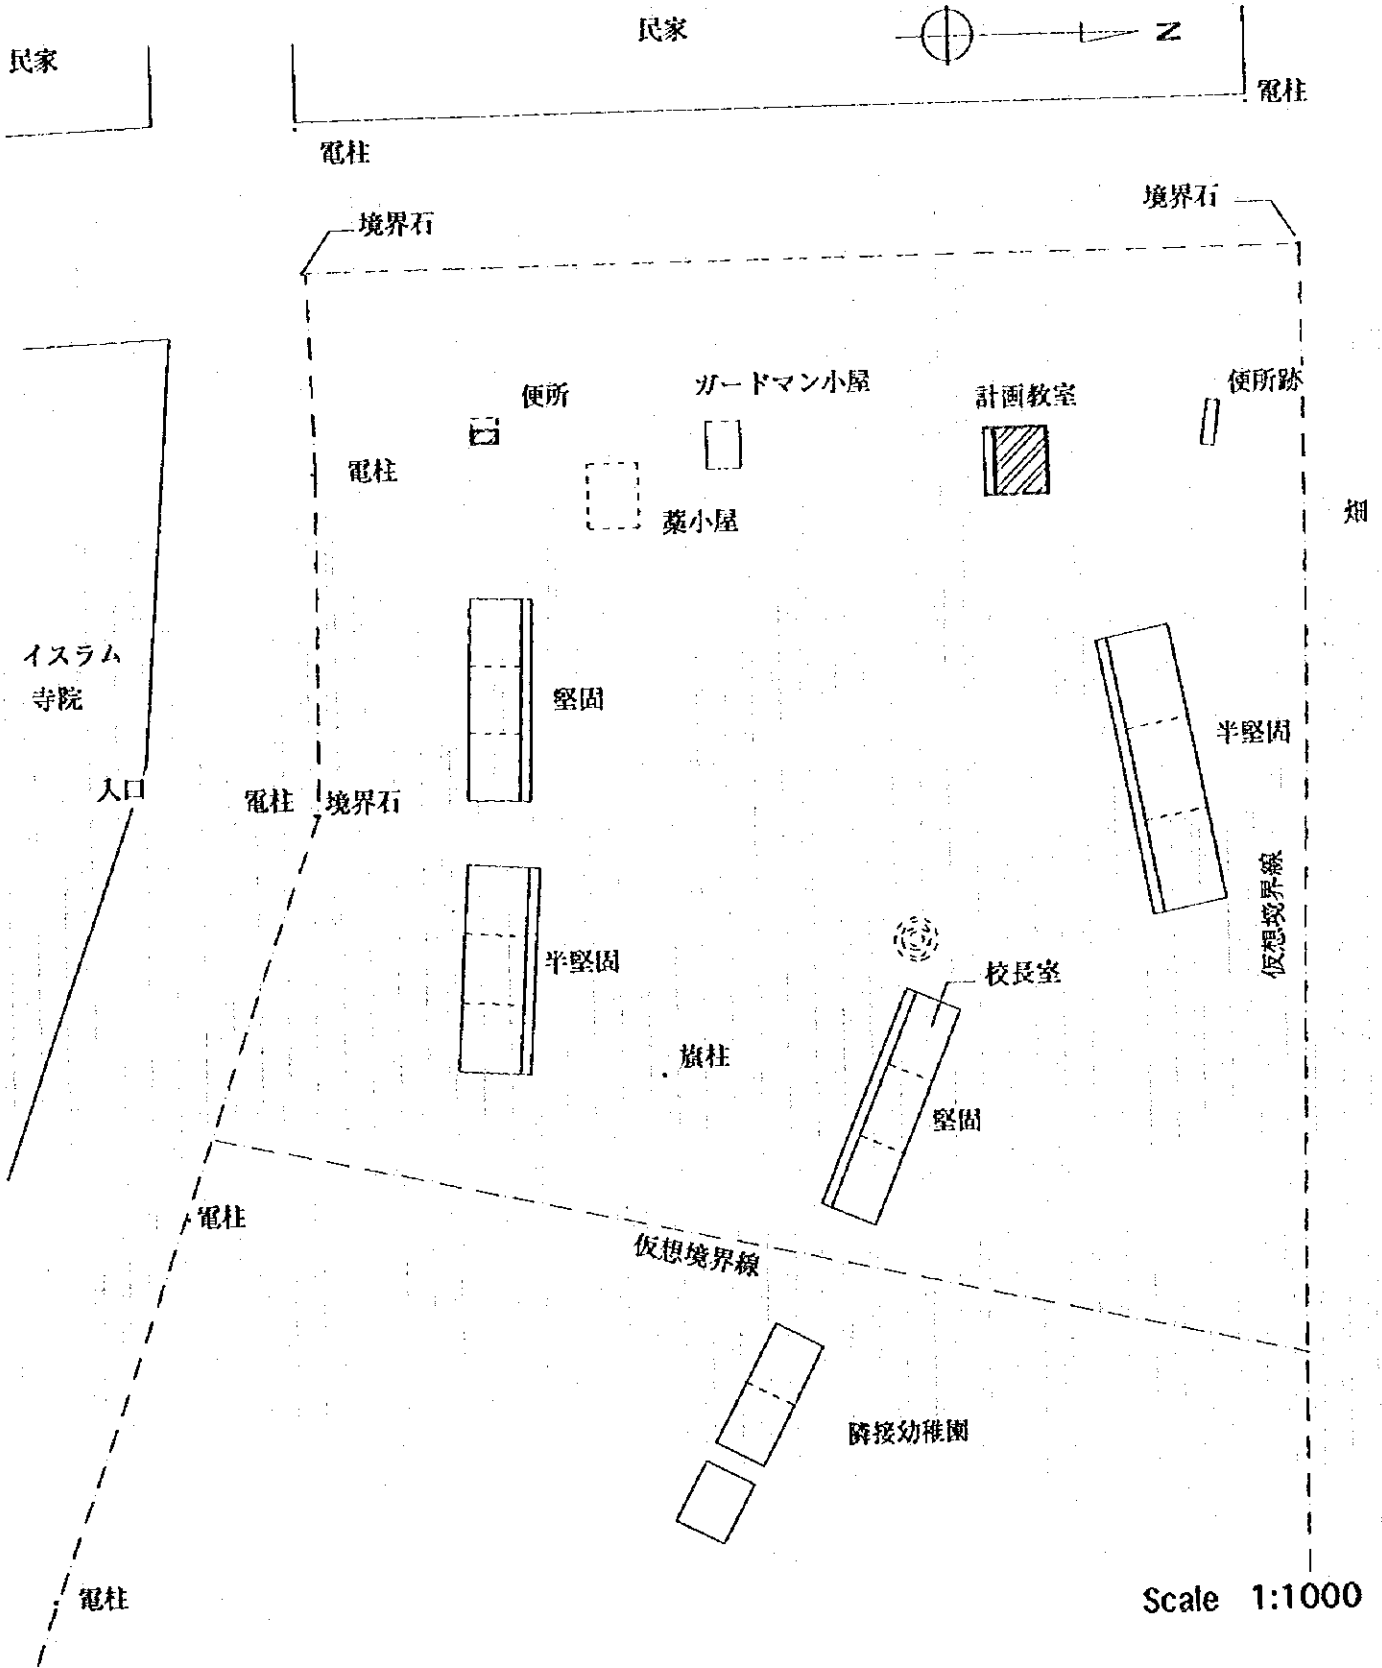 民家
民家
N
電柱
電柱
境界石
境界石
便所
ガードマン小屋
計画教室
便所跡
電柱
藁小屋
畑
イスラム
寺院
堅固
半堅固
入口
電柱
境界石
仮想境界線
半堅固
校長室
旗柱
堅固
電柱
仮想境界線
隣接幼稚園
電柱
Scale 1:1000